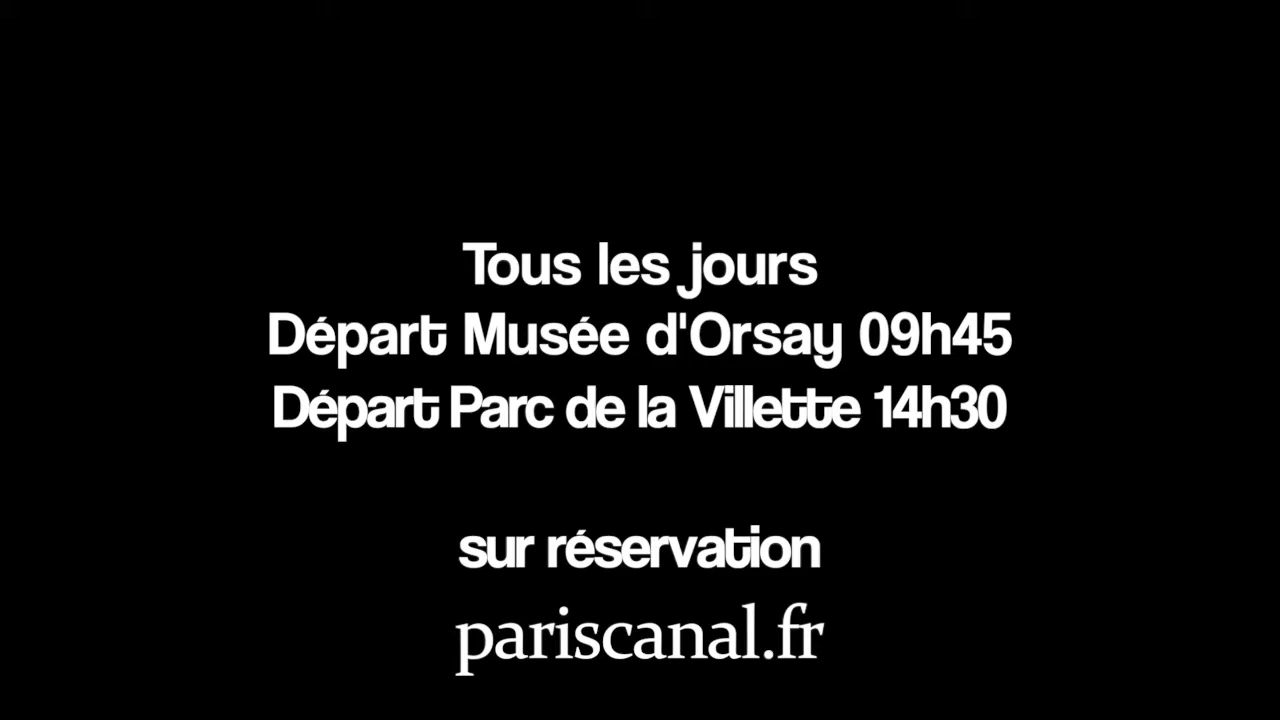 Tous les jours
Départ Musée d'Orsay 09h45
Départ Parc de la Villette 14h30
sur réservation
pariscanal.fr